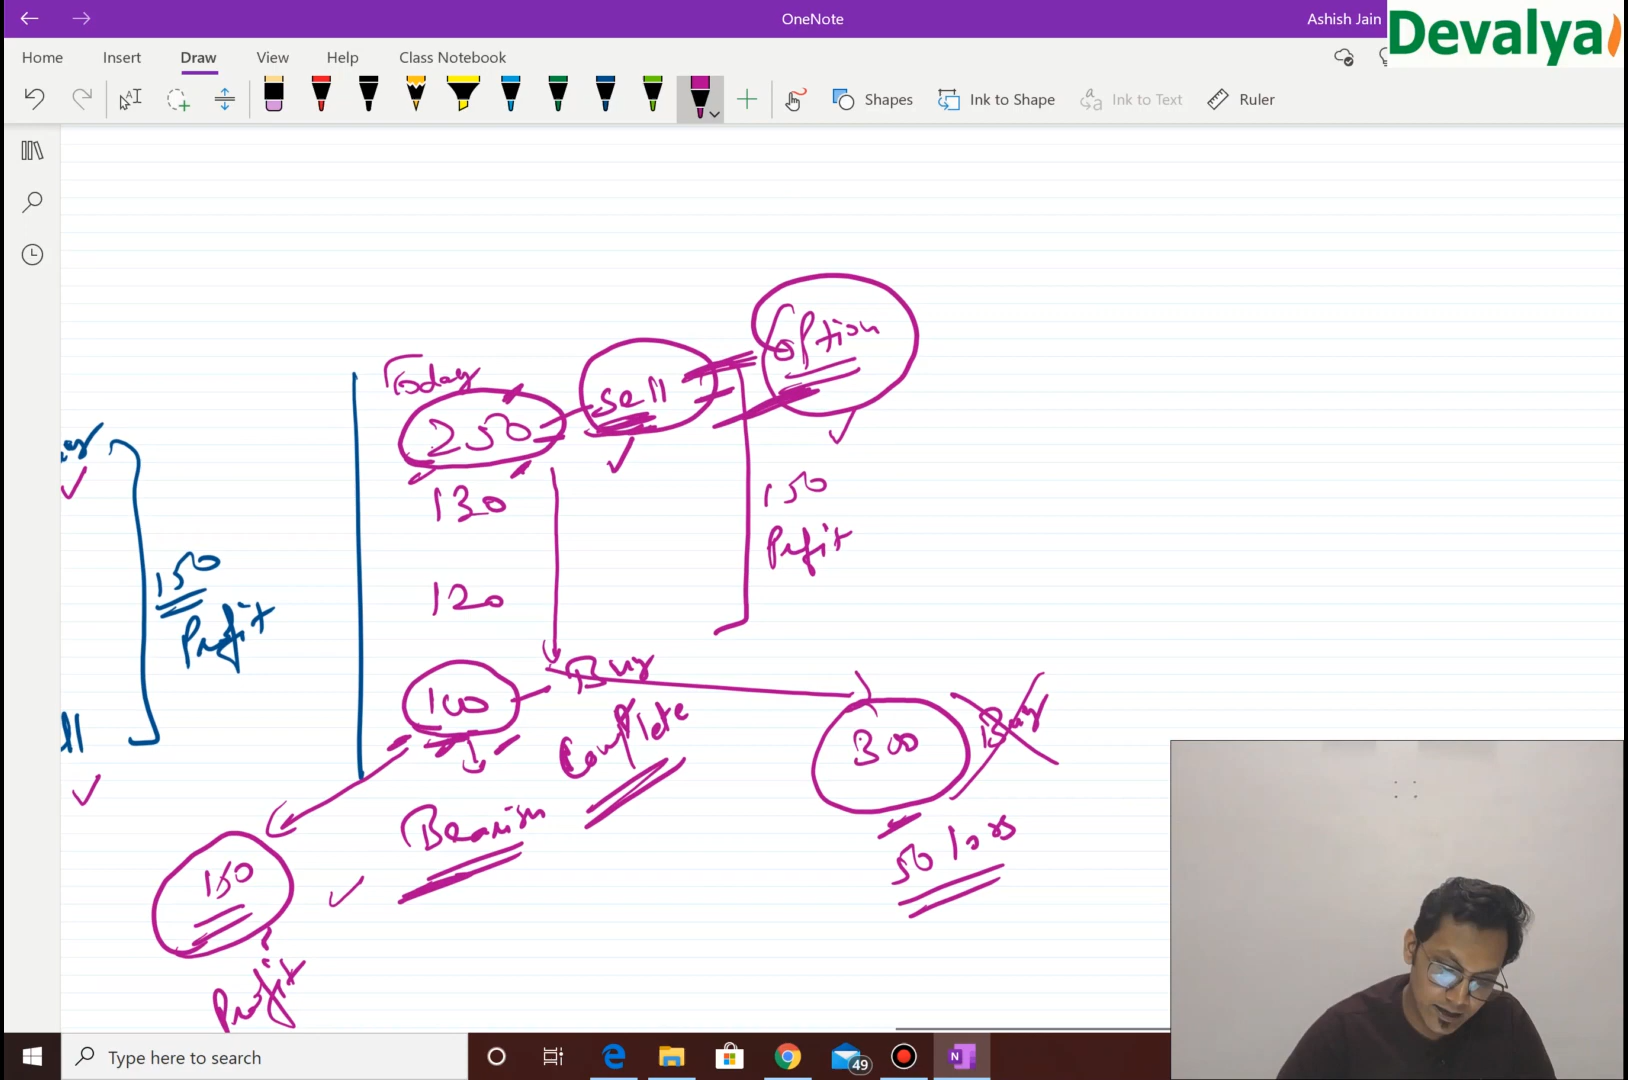 OneNote
Ashish Jain
Devalya
Home Insert Draw View Help Class Notebook
Shapes Ink to Shape Ink to Text Ruler
Option
Today
sell
250
130
150
Profit
150
Profit
120
Buy
100
Complete
300
Buy
Bearish
50 loss
150
Profit
Type here to search
49